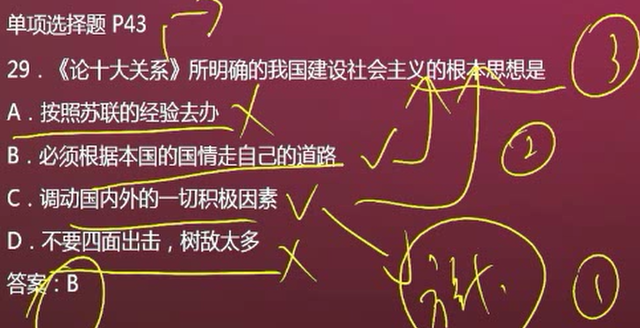 单项选择题 P43
29．《论十大关系》所明确的我国建设社会主义的根本思想是
A．按照苏联的经验去办
B．必须根据本国的国情走自己的道路
C．调动国内外的一切积极因素
D．不要四面出击，树敌太多
答案：B
③
②
①